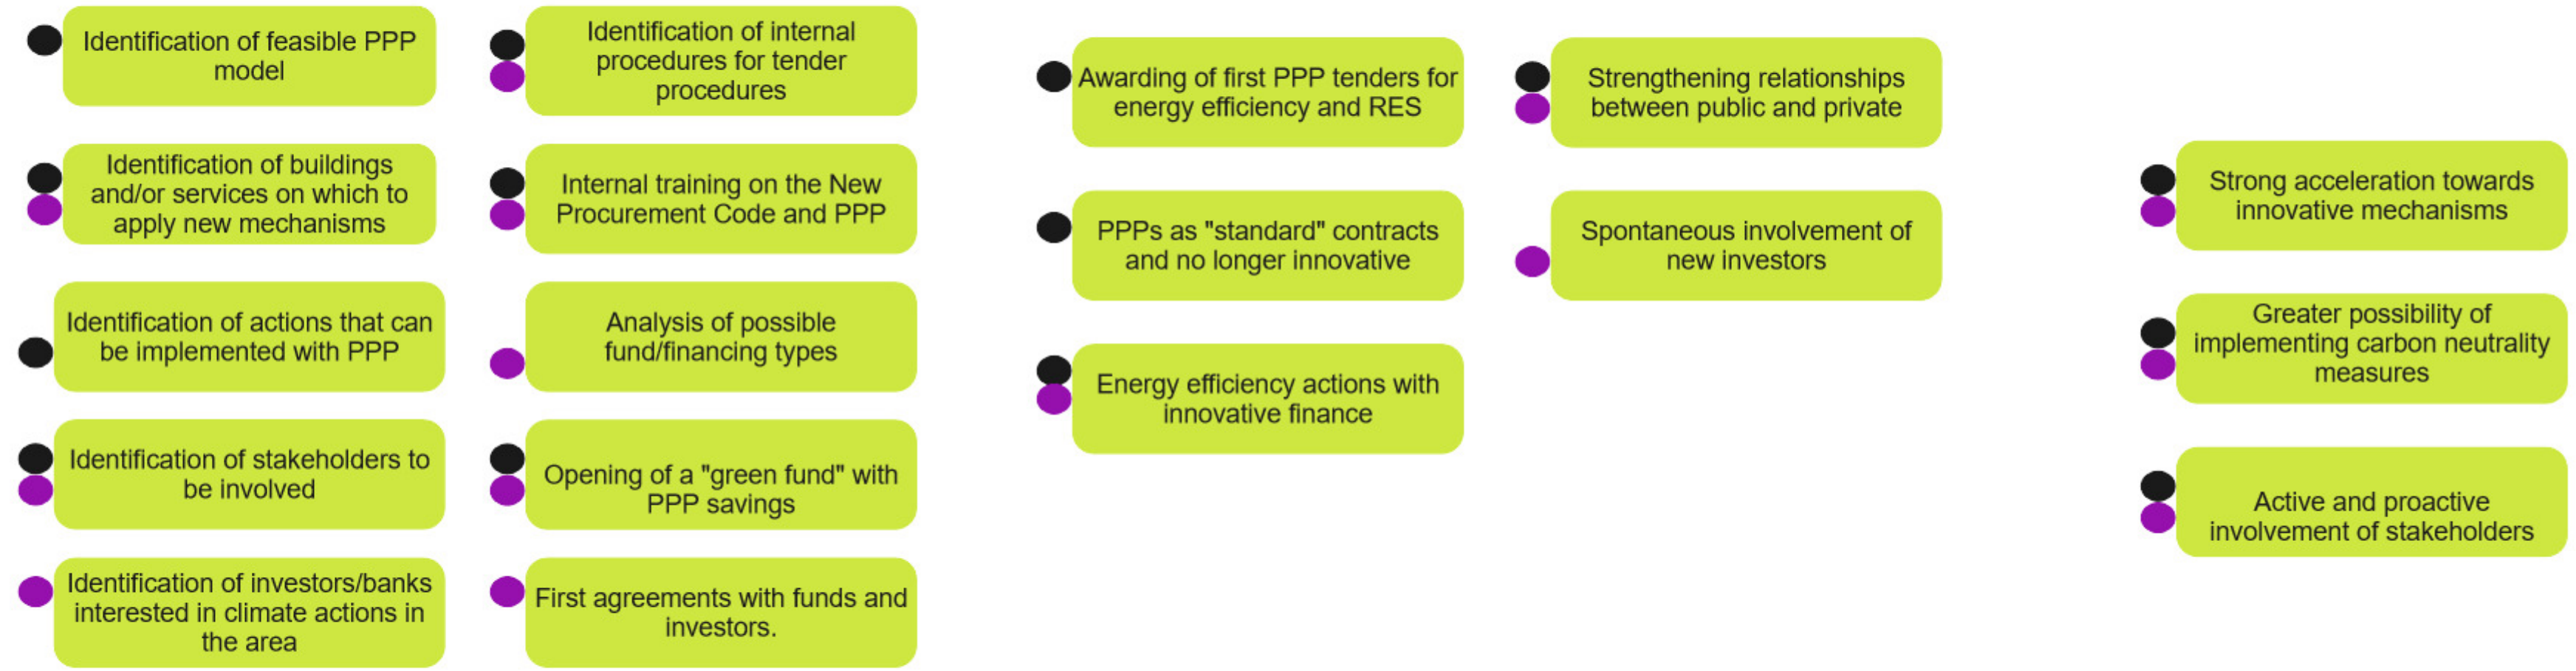 Identification of feasible PPP
model
Identification of buildings
and/or services on which to
apply new mechanisms
Identification of actions that can
be implemented with PPP
Identification of stakeholders to
be involved
Identification of investors/banks
interested in climate actions in
the area
Identification of internal
procedures for tender
procedures
Internal training on the New
Procurement Code and PPP
Analysis of possible
fund/financing types
Opening of a "green fund" with
PPP savings
First agreements with funds and
investors.
Awarding of first PPP tenders for
energy efficiency and RES
PPPs as "standard" contracts
and no longer innovative
Energy efficiency actions with
innovative finance
Strengthening relationships
between public and private
Spontaneous involvement of
new investors
Strong acceleration towards
innovative mechanisms
Greater possibility of
implementing carbon neutrality
measures
Active and proactive
involvement of stakeholders